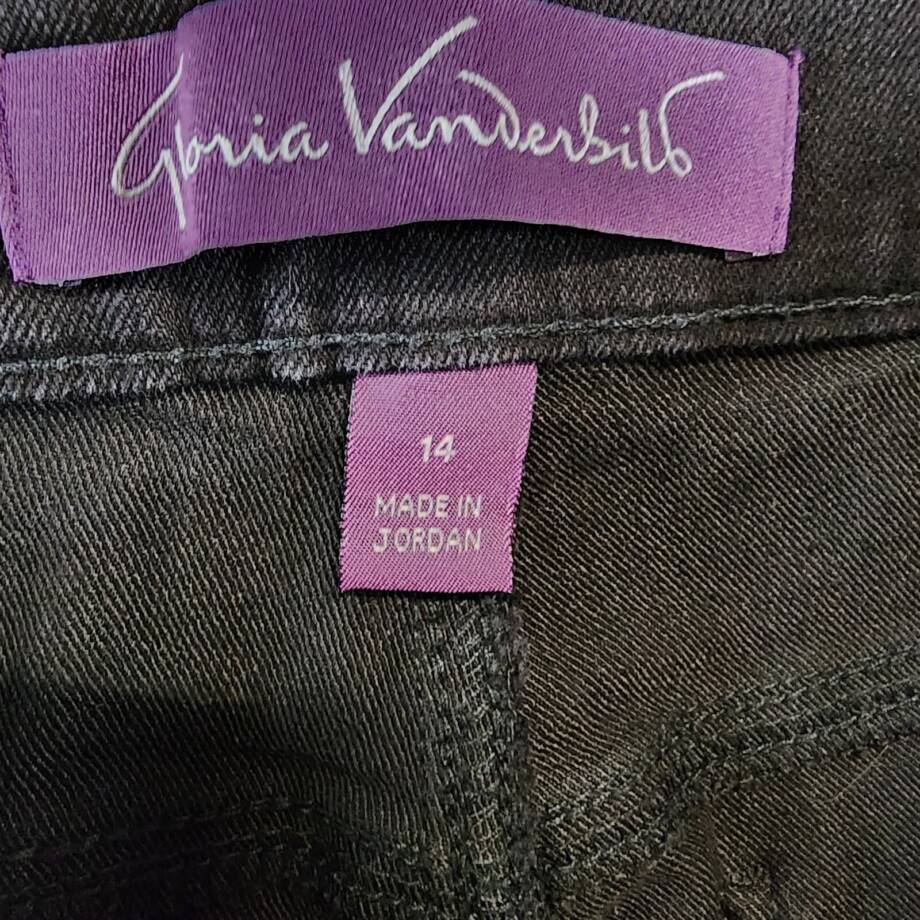 Gloria Vanderbilt
14
MADE IN
JORDAN